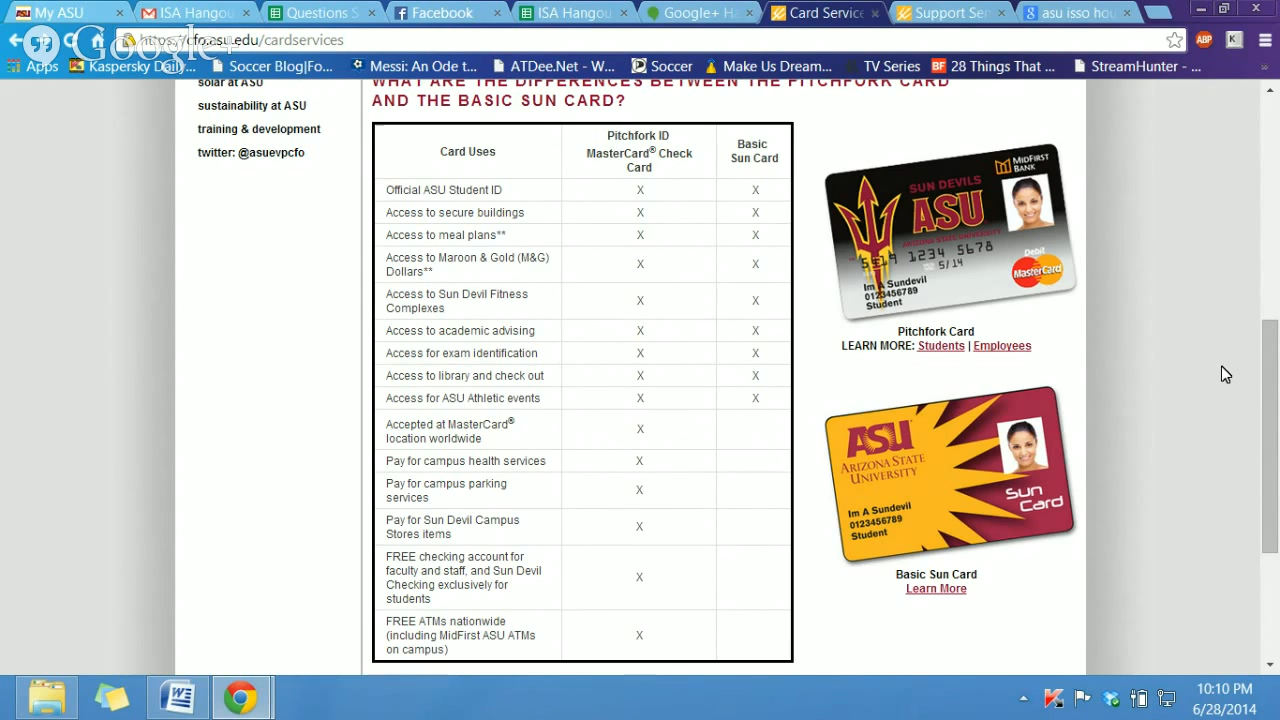 My ASU
ISA Hangou
Questions S
Facebook
ISA Hangou
Google+ H
Card Service
Support Se
asu isso hou
Google+
https://cfo.asu.edu/cardservices
ABP
K
Apps
Kaspersky Daily...
Soccer Blog|Fo...
Messi: An Ode t...
ATDee.Net - W...
Soccer
Make Us Dream...
TV Series
BF 28 Things That ...
StreamHunter - ...
solar at ASU
sustainability at ASU
training & development
twitter: @asuevpcfo
WHAT ARE THE DIFFERENCES BETWEEN THE PITCHFORK CARD
AND THE BASIC SUN CARD?
Card Uses
Pitchfork ID
MasterCard® Check
Card
Basic
Sun Card
Official ASU Student ID X X
Access to secure buildings X X
Access to meal plans** X X
Access to Maroon & Gold (M&G)
Dollars** X X
Access to Sun Devil Fitness
Complexes X X
Access to academic advising X X
Access for exam identification X X
Access to library and check out X X
Access for ASU Athletic events X X
Accepted at MasterCard®
location worldwide X
Pay for campus health services X
Pay for campus parking
services X
Pay for Sun Devil Campus
Stores items X
FREE checking account for
faculty and staff, and Sun Devil
Checking exclusively for
students X
FREE ATMs nationwide
(including MidFirst ASU ATMs
on campus) X
MIDFIRST
BANK
SUN DEVILS
ASU
ARIZONA STATE UNIVERSITY
5519 1234 5678
5/14
Debit
MasterCard
Im A Sundevil
0123456789
Student
Pitchfork Card
LEARN MORE: Students | Employees
ASU
ARIZONA STATE
UNIVERSITY
Sun
Card
Im A Sundevil
0123456789
Student
Basic Sun Card
Learn More
10:10 PM
6/28/2014